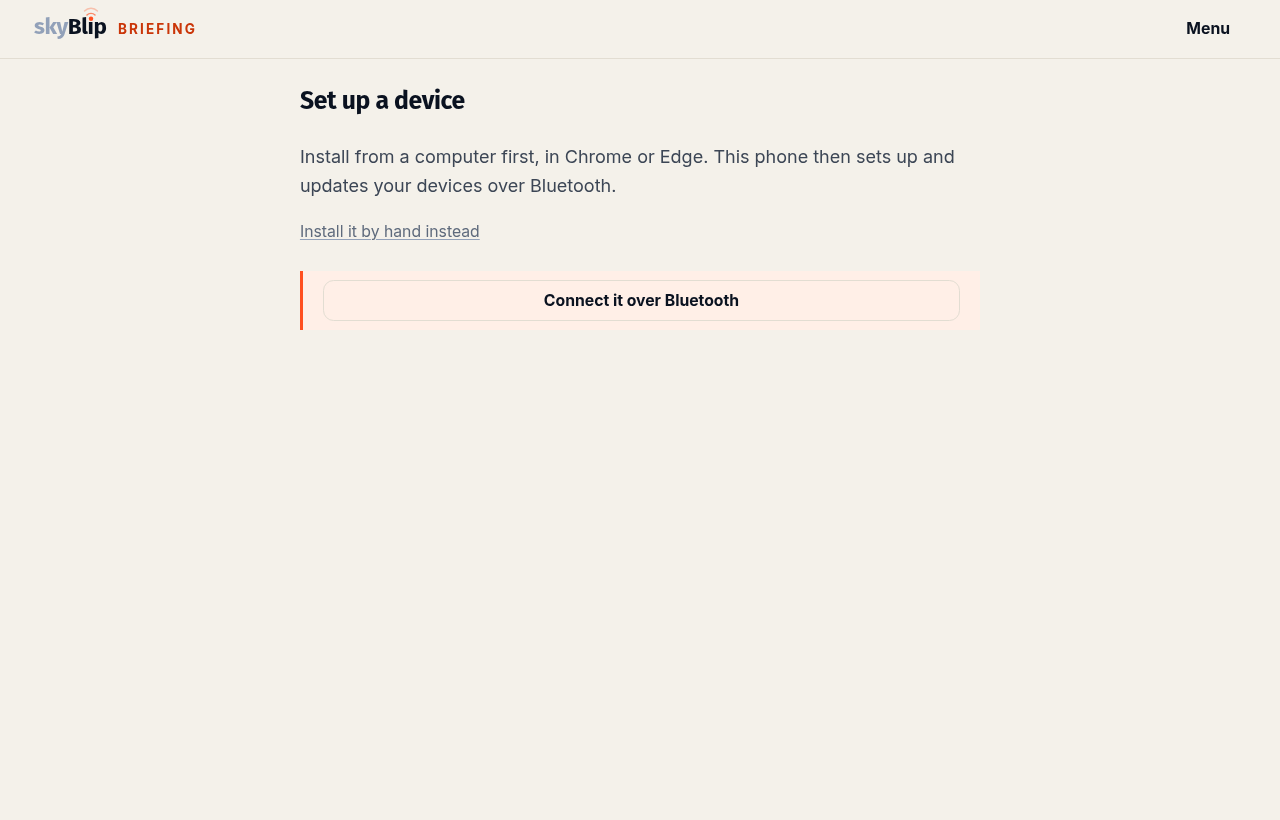 skyBlip BRIEFING
Menu
Set up a device
Install from a computer first, in Chrome or Edge. This phone then sets up and
updates your devices over Bluetooth.
Install it by hand instead
Connect it over Bluetooth